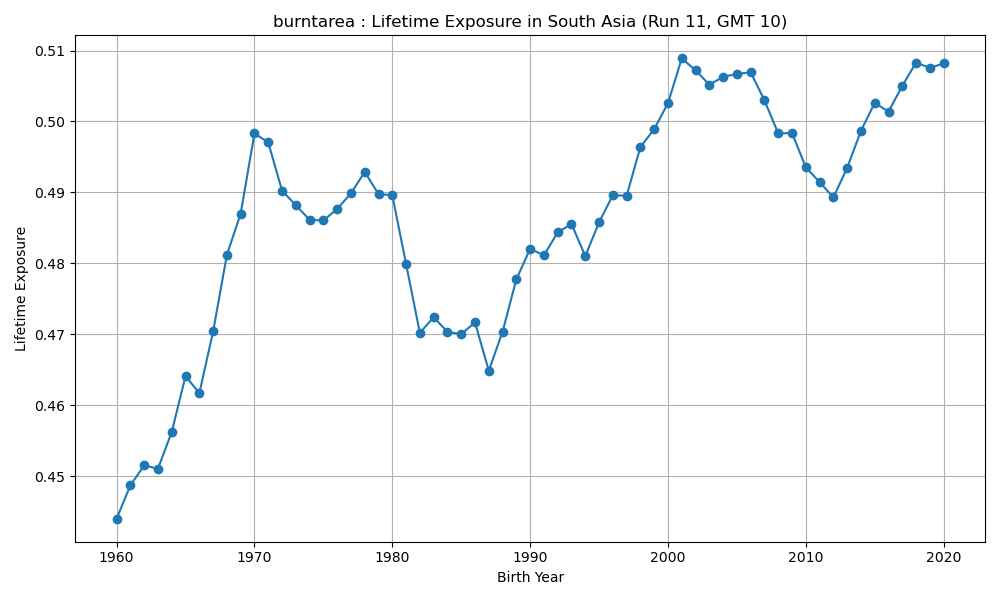 burntarea : Lifetime Exposure in South Asia (Run 11, GMT 10)
0.51
0.50
0.49
0.48
0.47
0.46
0.45
Lifetime Exposure
1960 1970 1980 1990 2000 2010 2020
Birth Year